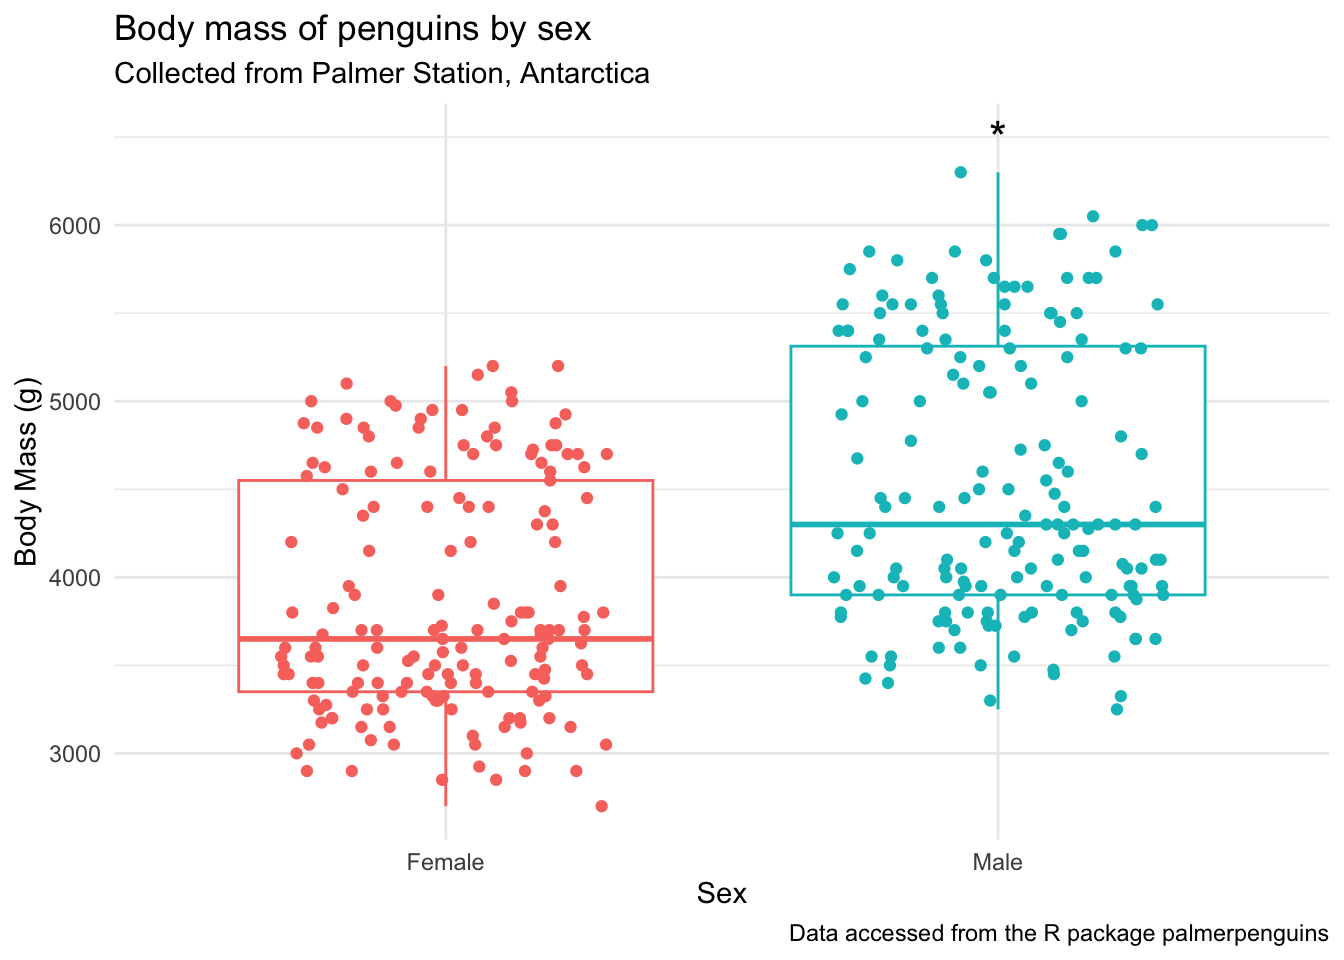 Body mass of penguins by sex
Collected from Palmer Station, Antarctica
*
6000
5000
4000
3000
Body Mass (g)
Female
Male
Sex
Data accessed from the R package palmerpenguins